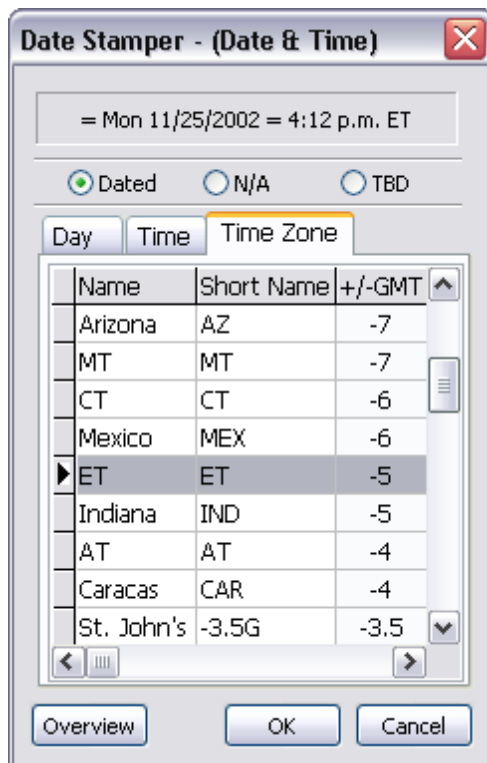 Date Stamper - (Date & Time)
= Mon 11/25/2002 = 4:12 p.m. ET
Dated N/A TBD
Day Time Time Zone
Name Short Name +/-GMT
Arizona AZ -7
MT MT -7
CT CT -6
Mexico MEX -6
ET ET -5
Indiana IND -5
AT AT -4
Caracas CAR -4
St. John's -3.5G -3.5
Overview OK Cancel